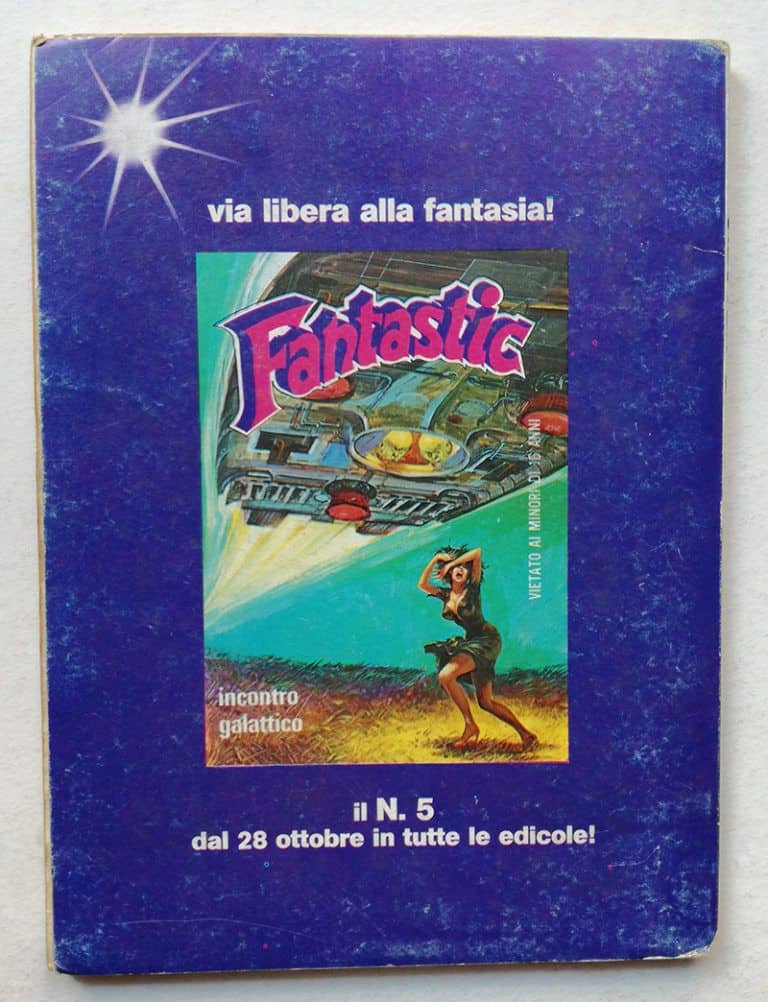 via libera alla fantasia!
Fantastic
VIETATO AI MINORI DI 16 ANNI
incontro
galattico
il N. 5
dal 28 ottobre in tutte le edicole!